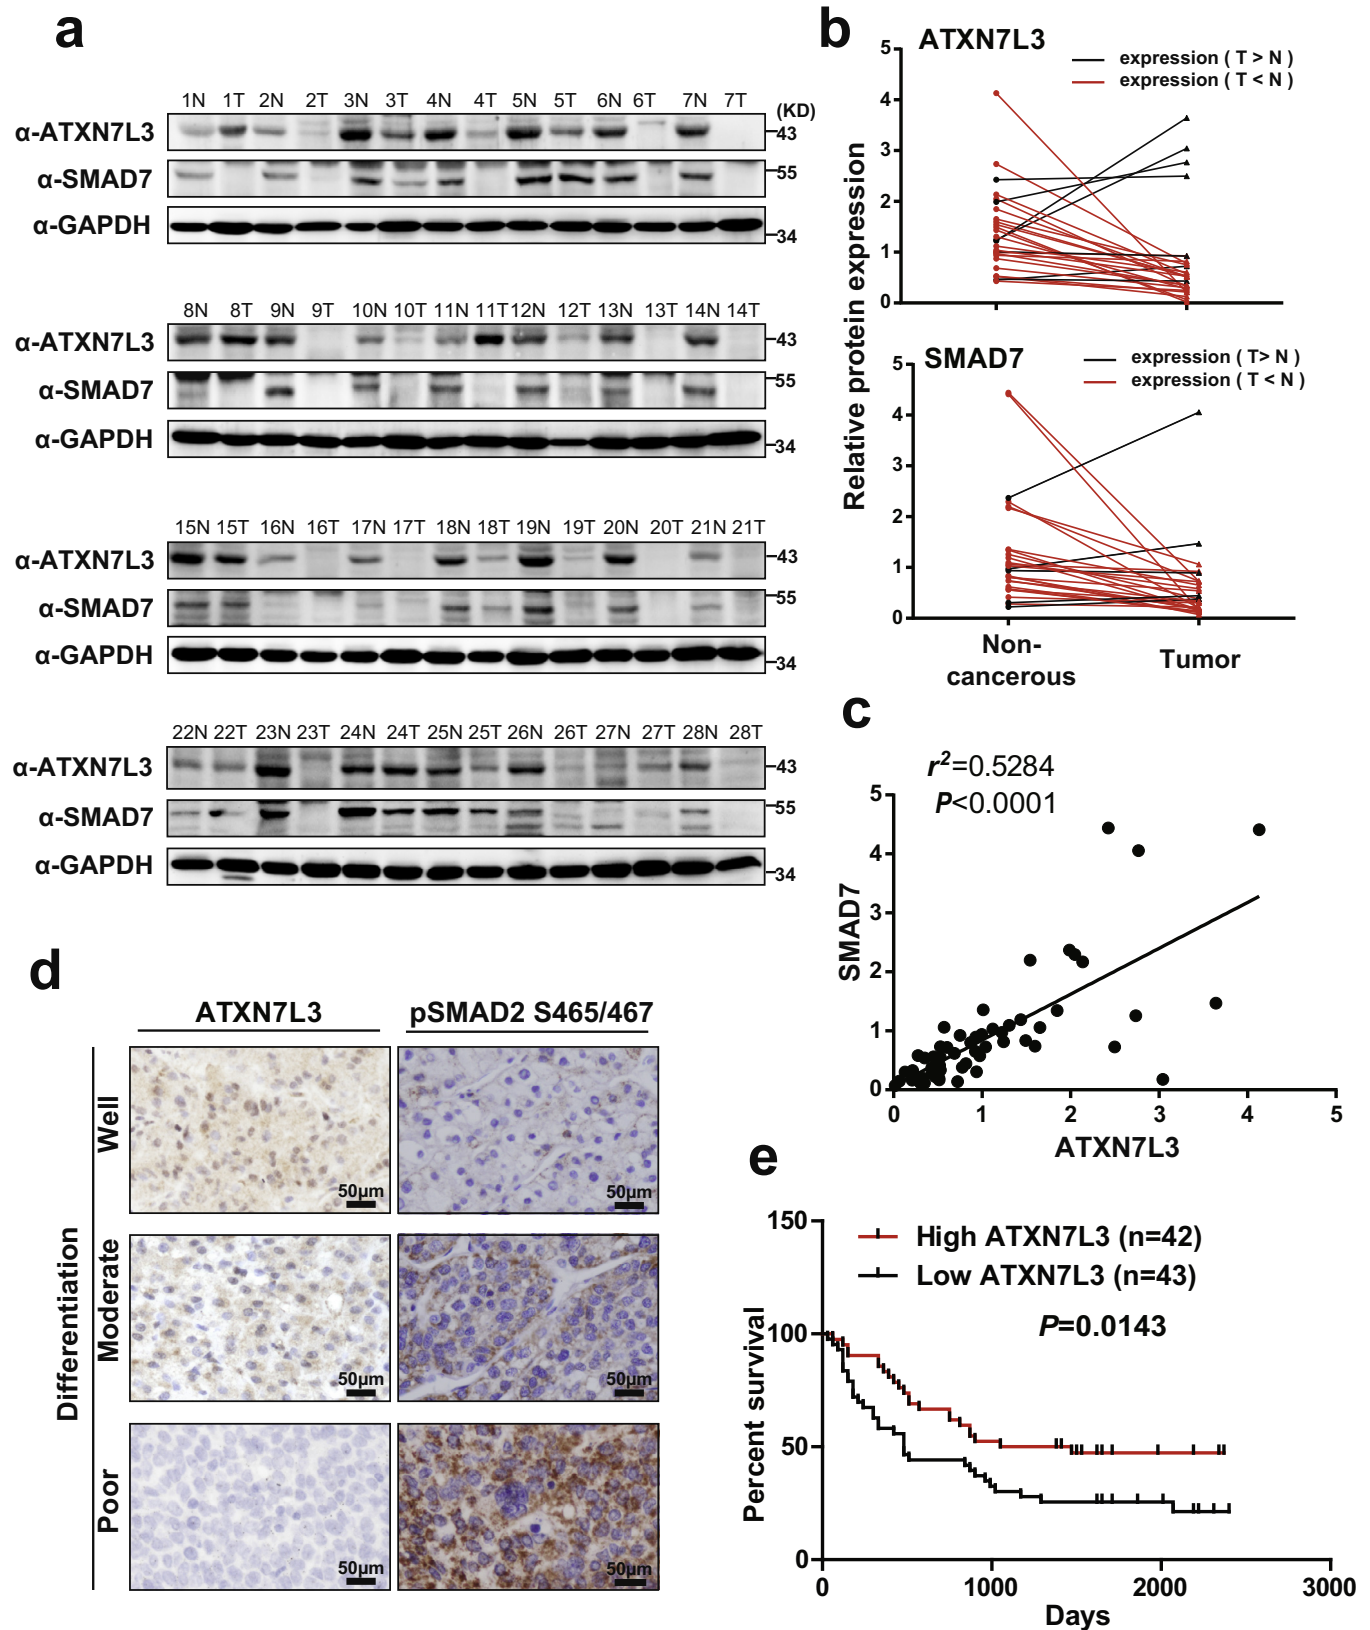 a
1N 1T 2N 2T 3N 3T 4N 4T 5N 5T 6N 6T 7N 7T
(KD)
α-ATXN7L3
43
α-SMAD7
55
α-GAPDH
34
8N 8T 9N 9T 10N 10T 11N 11T 12N 12T 13N 13T 14N 14T
α-ATXN7L3
43
α-SMAD7
55
α-GAPDH
34
15N 15T 16N 16T 17N 17T 18N 18T 19N 19T 20N 20T 21N 21T
α-ATXN7L3
43
α-SMAD7
55
α-GAPDH
34
22N 22T 23N 23T 24N 24T 25N 25T 26N 26T 27N 27T 28N 28T
α-ATXN7L3
43
α-SMAD7
55
α-GAPDH
34
b
ATXN7L3
expression ( T > N )
expression ( T < N )
5
4
3
2
1
0
Relative protein expression
SMAD7
expression ( T> N )
expression ( T < N )
5
4
3
2
1
0
Non-
cancerous
Tumor
c
r²=0.5284
P<0.0001
5
4
3
2
1
0
SMAD7
0 1 2 3 4 5
ATXN7L3
d
ATXN7L3
pSMAD2 S465/467
Differentiation
Well
50μm
50μm
Moderate
50μm
50μm
Poor
50μm
50μm
e
High ATXN7L3 (n=42)
Low ATXN7L3 (n=43)
P=0.0143
150
100
50
0
Percent survival
0 1000 2000 3000
Days